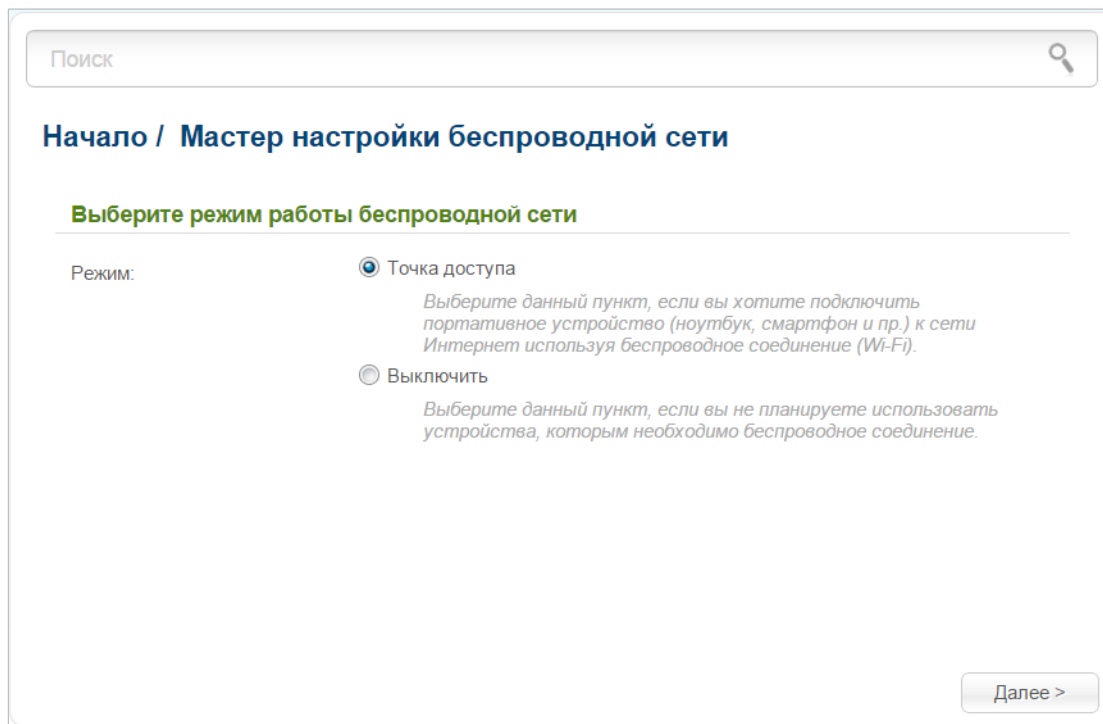 Поиск
Начало / Мастер настройки беспроводной сети
Выберите режим работы беспроводной сети
Режим:
Точка доступа
Выберите данный пункт, если вы хотите подключить
портативное устройство (ноутбук, смартфон и пр.) к сети
Интернет используя беспроводное соединение (Wi-Fi).
Выключить
Выберите данный пункт, если вы не планируете использовать
устройства, которым необходимо беспроводное соединение.
Далее >